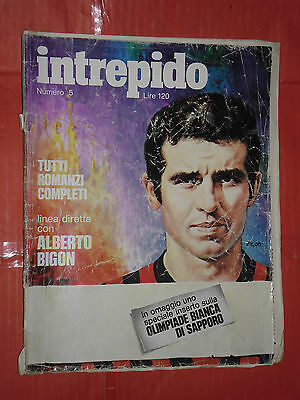 intrepido
Numero 5
Lire 120
TUTTI
ROMANZI
COMPLETI
linea diretta
con
ALBERTO
BIGON
In omaggio uno
speciale inserto sulla
OLIMPIADE BIANCA
DI SAPPORO